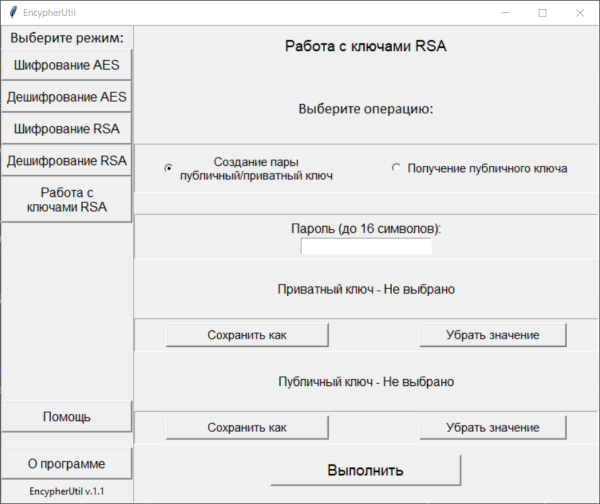 EncypherUtil
Выберите режим:
Шифрование AES
Дешифрование AES
Шифрование RSA
Дешифрование RSA
Работа с
ключами RSA
Помощь
О программе
EncypherUtil v.1.1
Работа с ключами RSA
Выберите операцию:
Создание пары
публичный/приватный ключ
Получение публичного ключа
Пароль (до 16 символов):
Приватный ключ - Не выбрано
Сохранить как
Убрать значение
Публичный ключ - Не выбрано
Сохранить как
Убрать значение
Выполнить